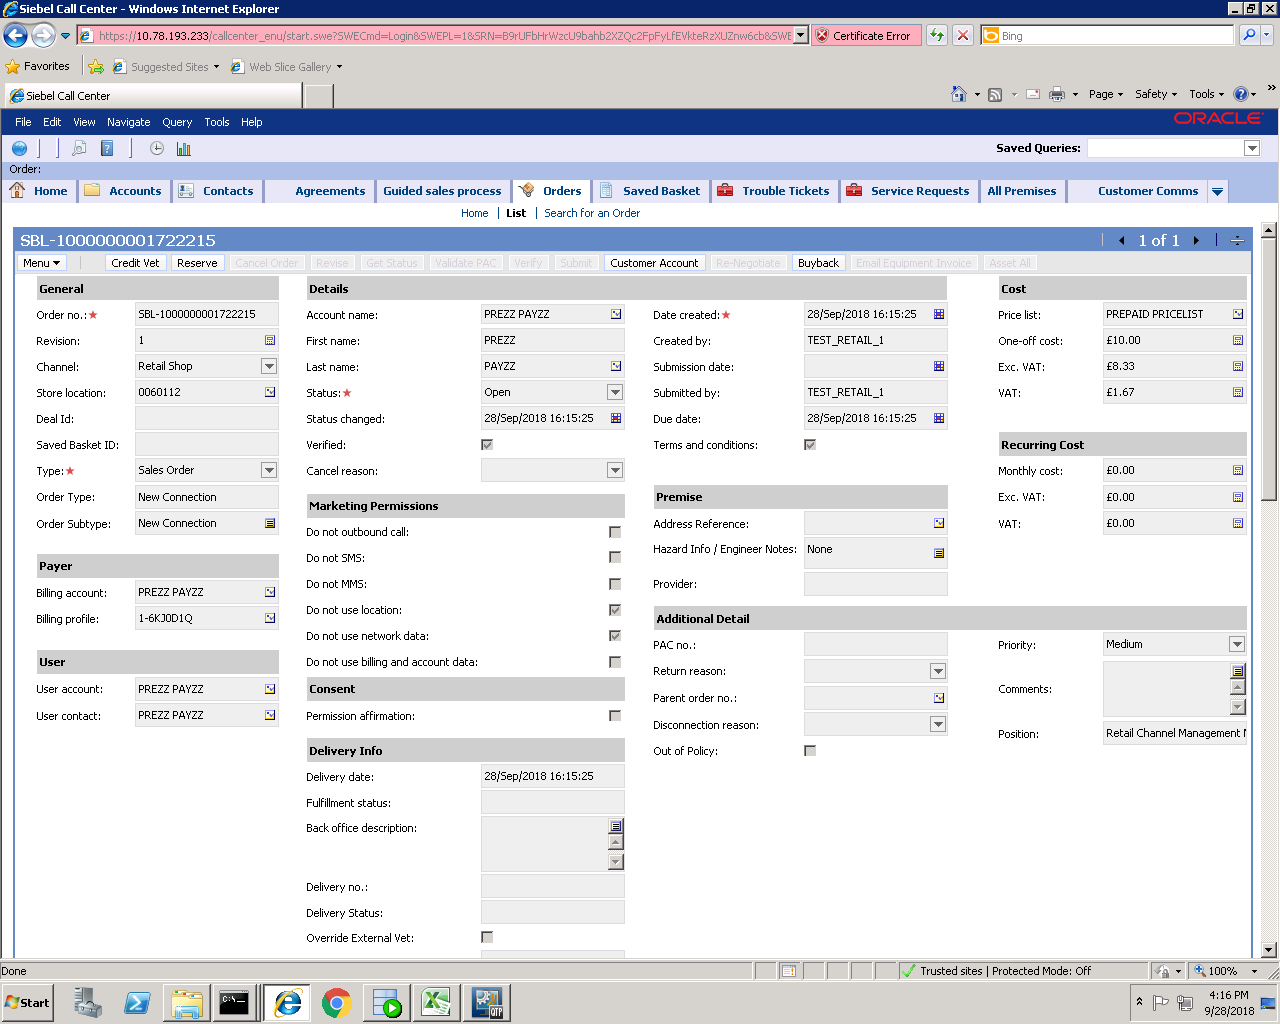 Siebel Call Center - Windows Internet Explorer
https://10.78.193.233/callcenter_enu/start.swe?SWECmd=Login&SWEPL=1&SRN=B9rUFbHrWzcU9bahb2XZQc2FpFyLfEVkteRzXUZnw6cb&SWE
Certificate Error
Bing
Favorites
Suggested Sites
Web Slice Gallery
Siebel Call Center
Page
Safety
Tools
File Edit View Navigate Query Tools Help
ORACLE
Saved Queries:
Order:
Home
Accounts
Contacts
Agreements
Guided sales process
Orders
Saved Basket
Trouble Tickets
Service Requests
All Premises
Customer Comms
Home | List | Search for an Order
SBL-1000000001722215
1 of 1
Menu
Credit Vet
Reserve
Cancel Order
Revise
Get Status
Validate PAC
Verify
Submit
Customer Account
Re-Negotiate
Buyback
Email Equipment Invoice
Asset All
General
Order no.:★ SBL-1000000001722215
Revision: 1
Channel: Retail Shop
Store location: 0060112
Deal Id:
Saved Basket ID:
Type:★ Sales Order
Order Type: New Connection
Order Subtype: New Connection
Payer
Billing account: PREZZ PAYZZ
Billing profile: 1-6KJ0D1Q
User
User account: PREZZ PAYZZ
User contact: PREZZ PAYZZ
Details
Account name: PREZZ PAYZZ
First name: PREZZ
Last name: PAYZZ
Status:★ Open
Status changed: 28/Sep/2018 16:15:25
Verified:
Cancel reason:
Marketing Permissions
Do not outbound call:
Do not SMS:
Do not MMS:
Do not use location:
Do not use network data:
Do not use billing and account data:
Consent
Permission affirmation:
Delivery Info
Delivery date: 28/Sep/2018 16:15:25
Fulfillment status:
Back office description:
Delivery no.:
Delivery Status:
Override External Vet:
Date created:★ 28/Sep/2018 16:15:25
Created by: TEST_RETAIL_1
Submission date:
Submitted by: TEST_RETAIL_1
Due date: 28/Sep/2018 16:15:25
Terms and conditions:
Premise
Address Reference:
Hazard Info / Engineer Notes: None
Provider:
Additional Detail
PAC no.:
Return reason:
Parent order no.:
Disconnection reason:
Out of Policy:
Cost
Price list: PREPAID PRICELIST
One-off cost: £10.00
Exc. VAT: £8.33
VAT: £1.67
Recurring Cost
Monthly cost: £0.00
Exc. VAT: £0.00
VAT: £0.00
Priority: Medium
Comments:
Position: Retail Channel Management
Done
Trusted sites | Protected Mode: Off
100%
Start
C:\
QTP
4:16 PM
9/28/2018